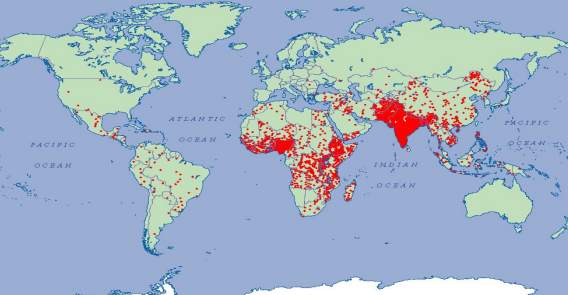 ATLANTIC
OCEAN
PACIFIC
OCEAN
PACIFIC
OCEAN
INDIAN
OCEAN